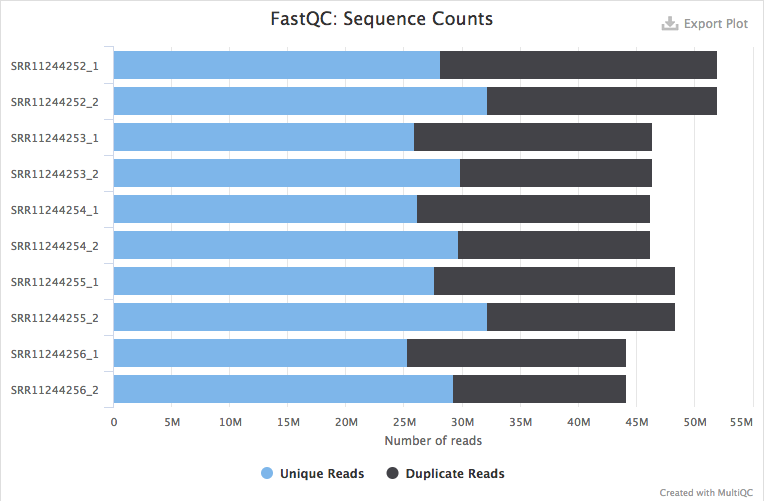 FastQC: Sequence Counts
Export Plot
SRR11244252_1
SRR11244252_2
SRR11244253_1
SRR11244253_2
SRR11244254_1
SRR11244254_2
SRR11244255_1
SRR11244255_2
SRR11244256_1
SRR11244256_2
0 5M 10M 15M 20M 25M 30M 35M 40M 45M 50M 55M
Number of reads
Unique Reads Duplicate Reads
Created with MultiQC